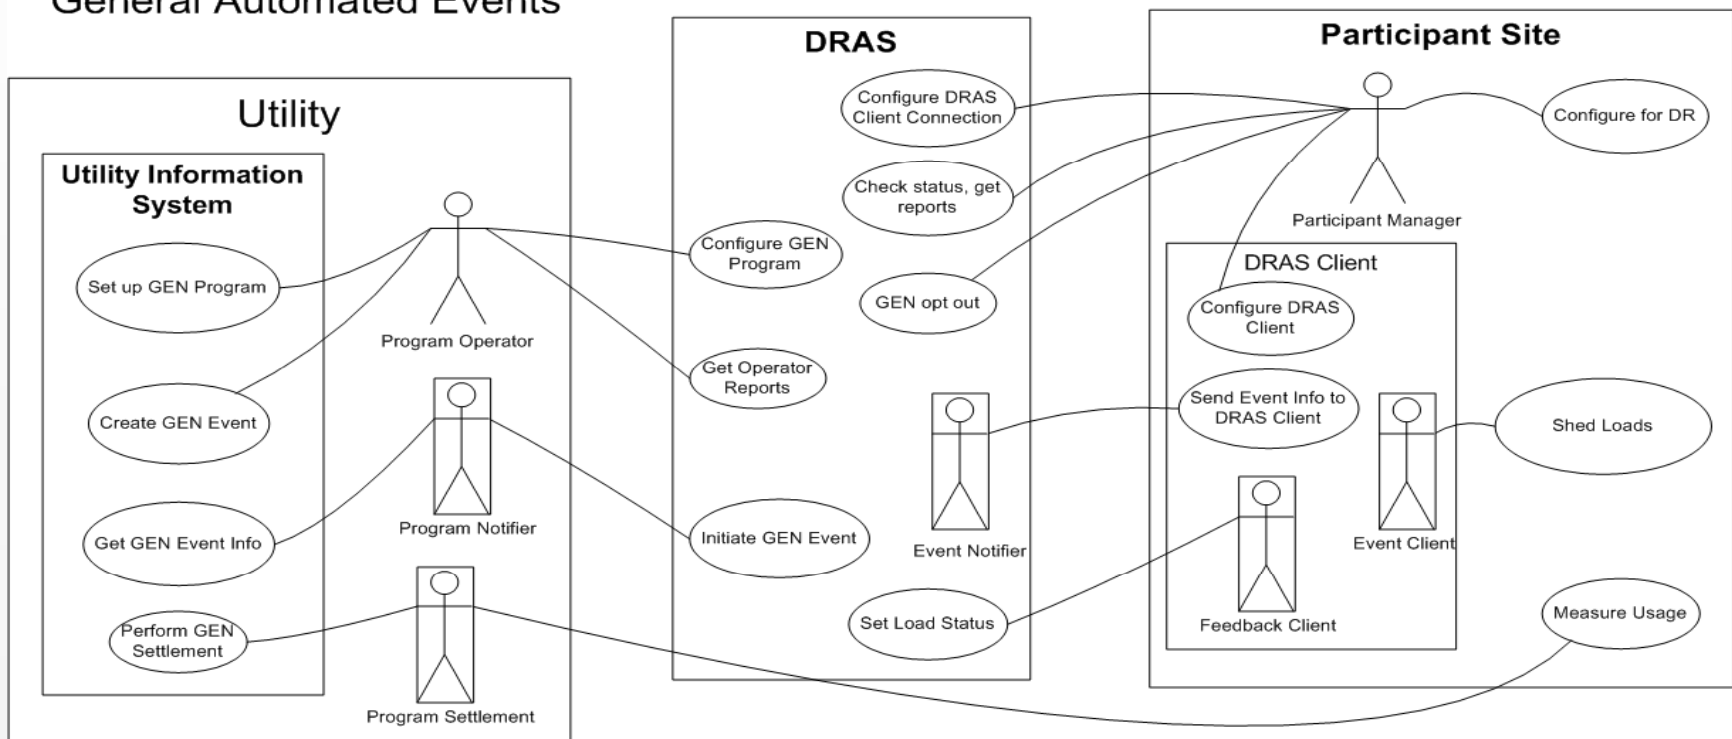 General Automated Events
DRAS
Participant Site
Utility
Utility Information
System
Set up GEN Program
Create GEN Event
Get GEN Event Info
Perform GEN
Settlement
Program Operator
Program Notifier
Program Settlement
Configure DRAS
Client Connection
Check status, get
reports
Configure GEN
Program
GEN opt out
Get Operator
Reports
Initiate GEN Event
Event Notifier
Set Load Status
Participant Manager
Configure for DR
DRAS Client
Configure DRAS
Client
Send Event Info to
DRAS Client
Event Client
Feedback Client
Shed Loads
Measure Usage